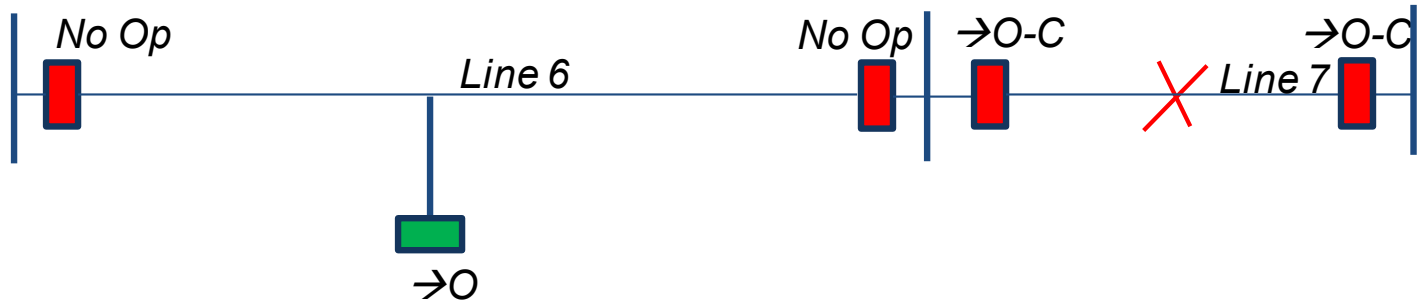 No Op
No Op
→O-C
→O-C
Line 6
Line 7
→O